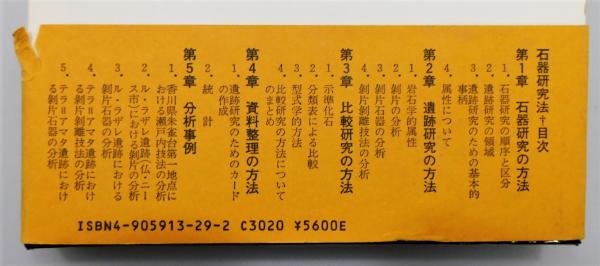 石器研究法†目次
第1章 石器研究の方法
1. 石器研究の順序と区分
2. 遺跡研究の領域
3. 遺跡研究のための基本的
事柄
4. 属性について
第2章 遺跡研究の方法
1. 岩石学的属性
2. 剥片の分析
3. 剥片石器の分析
4. 剥片剥離技法の分析
第3章 比較研究の方法
1. 示準化石
2. 分類表による比較
3. 型式学的方法
4. 比較研究の方法について
のまとめ
第4章 資料整理の方法
1. 遺跡研究のためのカード
の作成
2. 統計
第5章 分析事例
1. 香川県朱雀台第一地点に
おける瀬戸内技法の分析
2. ル・ラザレ遺跡(仏・ニー
ス市)における剥片の分析
3. ル・ラザレ遺跡における
剥片石器の分析
4. テラ=アマタ遺跡におけ
る剥片剥離技法の分析
5. テラ=アマタ遺跡におけ
る剥片石器の分析
ISBN4-905913-29-2 C3020 ¥5600E